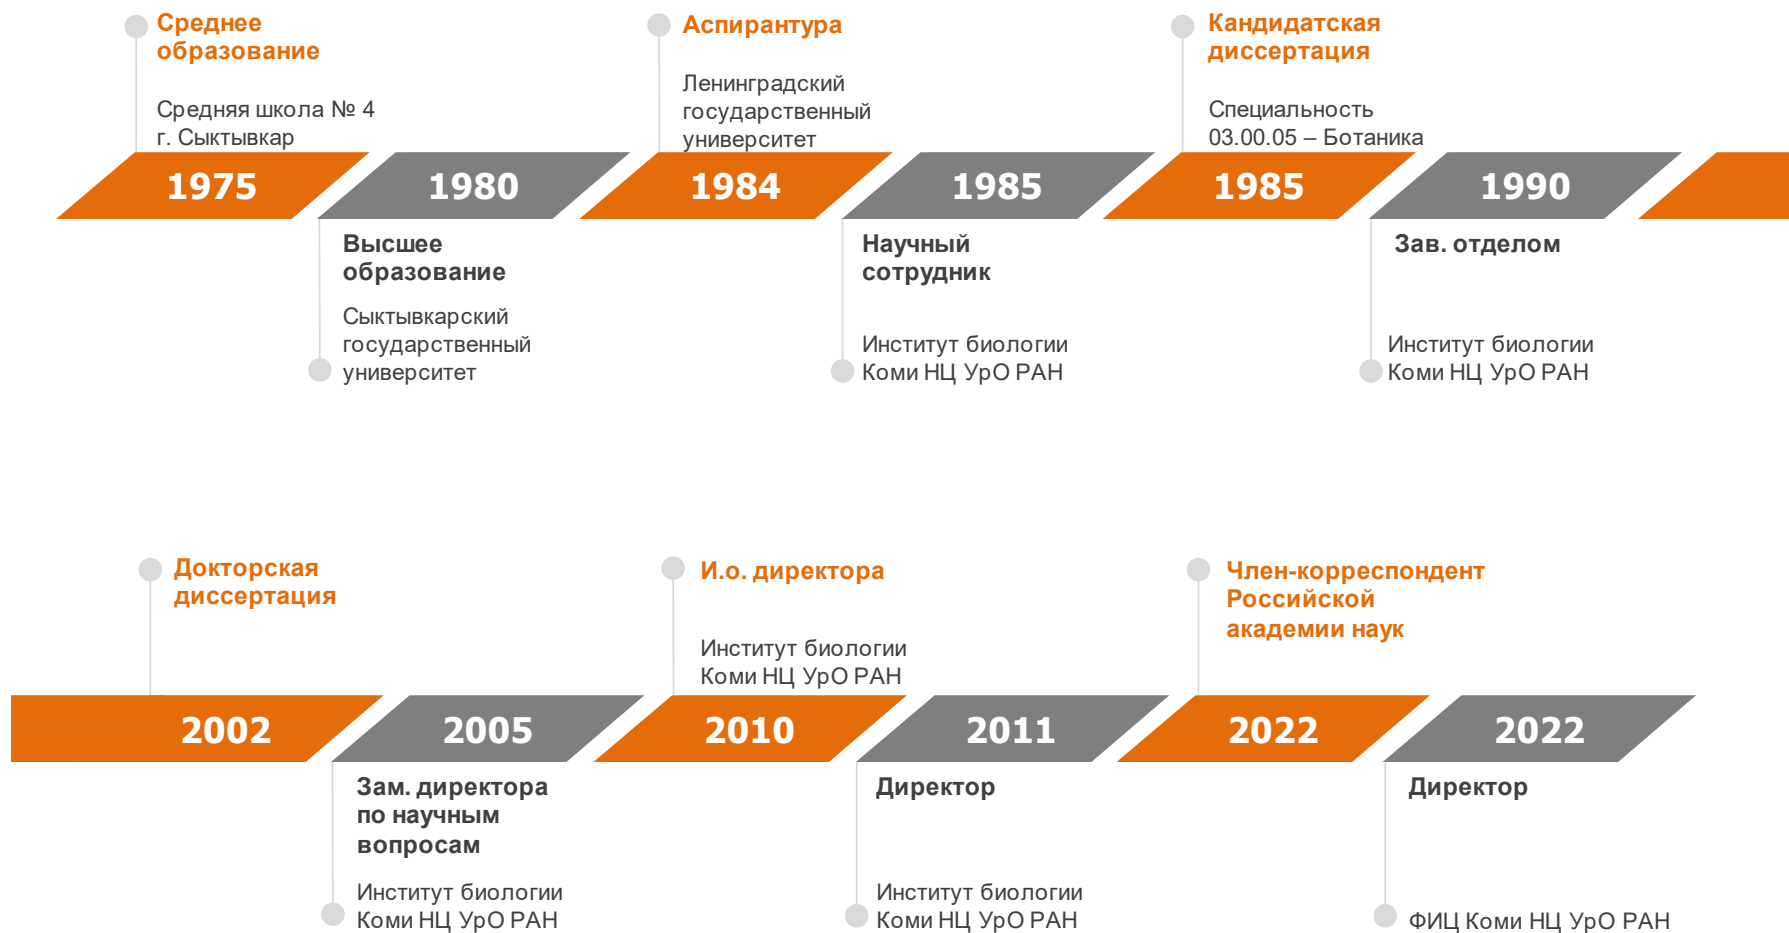 Среднее
образование
Средняя школа № 4
г. Сыктывкар
Аспирантура
Ленинградский
государственный
университет
Кандидатская
диссертация
Специальность
03.00.05 – Ботаника
1975
1980
1984
1985
1985
1990
Высшее
образование
Сыктывкарский
государственный
университет
Научный
сотрудник
Институт биологии
Коми НЦ УрО РАН
Зав. отделом
Институт биологии
Коми НЦ УрО РАН
Докторская
диссертация
И.о. директора
Институт биологии
Коми НЦ УрО РАН
Член-корреспондент
Российской
академии наук
2002
2005
2010
2011
2022
2022
Зам. директора
по научным
вопросам
Институт биологии
Коми НЦ УрО РАН
Директор
Институт биологии
Коми НЦ УрО РАН
Директор
ФИЦ Коми НЦ УрО РАН